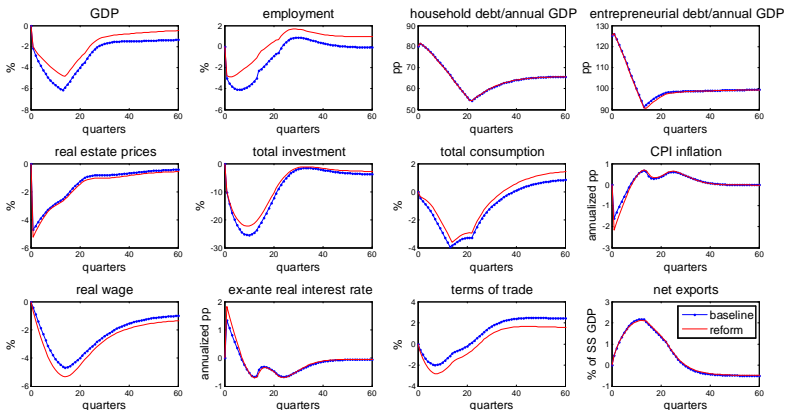 GDP
employment
household debt/annual GDP
entrepreneurial debt/annual GDP
0
-2
-4
-6
-8
%
0 20 40 60
quarters
2
0
-2
-4
-6
%
0 20 40 60
quarters
90
80
70
60
50
pp
0 20 40 60
quarters
130
120
110
100
90
pp
0 20 40 60
quarters
real estate prices
total investment
total consumption
CPI inflation
0
-2
-4
-6
%
0 20 40 60
quarters
0
-10
-20
-30
%
0 20 40 60
quarters
2
0
-2
-4
%
0 20 40 60
quarters
1
0
-1
-2
-3
annualized pp
0 20 40 60
quarters
real wage
ex-ante real interest rate
terms of trade
net exports
0
-2
-4
-6
%
0 20 40 60
quarters
2
1
0
-1
annualized pp
0 20 40 60
quarters
4
2
0
-2
-4
%
0 20 40 60
quarters
3
2
1
0
-1
% of SS GDP
0 20 40 60
quarters
baseline
reform